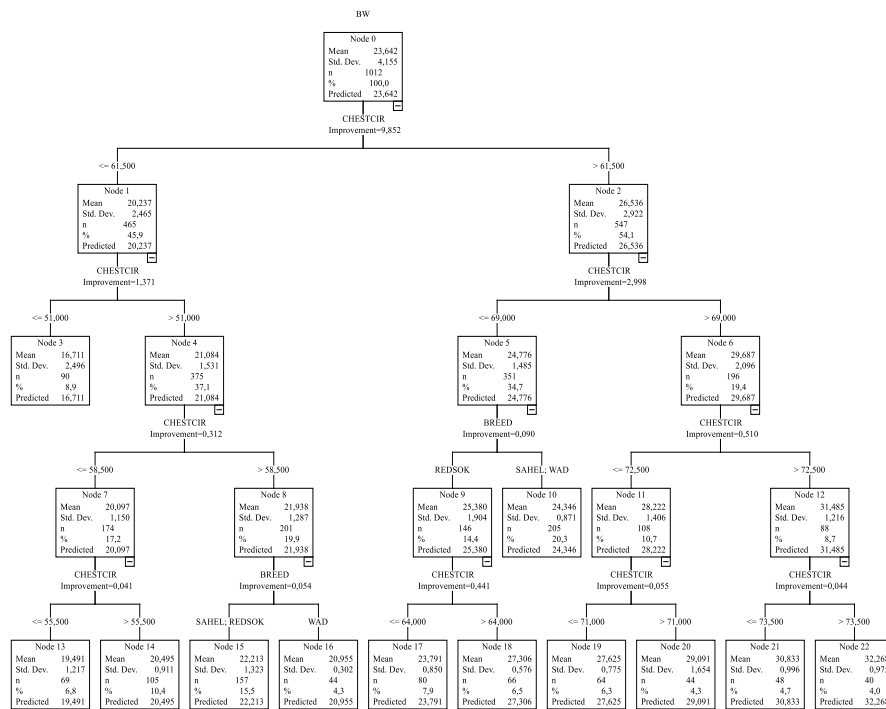 BW
Node 0
Mean 23,642
Std. Dev. 4,155
n 1012
% 100,0
Predicted 23,642
CHESTCIR
Improvement=9,852
<= 61,500
> 61,500
Node 1
Mean 20,237
Std. Dev. 2,465
n 465
% 45,9
Predicted 20,237
CHESTCIR
Improvement=1,371
Node 2
Mean 26,536
Std. Dev. 2,922
n 547
% 54,1
Predicted 26,536
CHESTCIR
Improvement=2,998
<= 51,000
> 51,000
<= 69,000
> 69,000
Node 3
Mean 16,711
Std. Dev. 2,496
n 90
% 8,9
Predicted 16,711
Node 4
Mean 21,084
Std. Dev. 1,531
n 375
% 37,1
Predicted 21,084
CHESTCIR
Improvement=0,312
Node 5
Mean 24,776
Std. Dev. 1,485
n 351
% 34,7
Predicted 24,776
BREED
Improvement=0,090
Node 6
Mean 29,687
Std. Dev. 2,096
n 196
% 19,4
Predicted 29,687
CHESTCIR
Improvement=0,510
<= 58,500
> 58,500
REDSOK
SAHEL; WAD
<= 72,500
> 72,500
Node 7
Mean 20,097
Std. Dev. 1,150
n 174
% 17,2
Predicted 20,097
CHESTCIR
Improvement=0,041
Node 8
Mean 21,938
Std. Dev. 1,287
n 201
% 19,9
Predicted 21,938
BREED
Improvement=0,054
Node 9
Mean 25,380
Std. Dev. 1,904
n 146
% 14,4
Predicted 25,380
CHESTCIR
Improvement=0,441
Node 10
Mean 24,346
Std. Dev. 0,871
n 205
% 20,3
Predicted 24,346
Node 11
Mean 28,222
Std. Dev. 1,406
n 108
% 10,7
Predicted 28,222
CHESTCIR
Improvement=0,055
Node 12
Mean 31,485
Std. Dev. 1,216
n 88
% 8,7
Predicted 31,485
CHESTCIR
Improvement=0,044
<= 55,500
> 55,500
SAHEL; REDSOK
WAD
<= 64,000
> 64,000
<= 71,000
> 71,000
<= 73,500
> 73,500
Node 13
Mean 19,491
Std. Dev. 1,217
n 69
% 6,8
Predicted 19,491
Node 14
Mean 20,495
Std. Dev. 0,911
n 105
% 10,4
Predicted 20,495
Node 15
Mean 22,213
Std. Dev. 1,323
n 157
% 15,5
Predicted 22,213
Node 16
Mean 20,955
Std. Dev. 0,302
n 44
% 4,3
Predicted 20,955
Node 17
Mean 23,791
Std. Dev. 0,850
n 80
% 7,9
Predicted 23,791
Node 18
Mean 27,306
Std. Dev. 0,576
n 66
% 6,5
Predicted 27,306
Node 19
Mean 27,625
Std. Dev. 0,775
n 64
% 6,3
Predicted 27,625
Node 20
Mean 29,091
Std. Dev. 1,654
n 44
% 4,3
Predicted 29,091
Node 21
Mean 30,833
Std. Dev. 0,996
n 48
% 4,7
Predicted 30,833
Node 22
Mean 32,268
Std. Dev.
n 40
% 4,0
Predicted 32,268